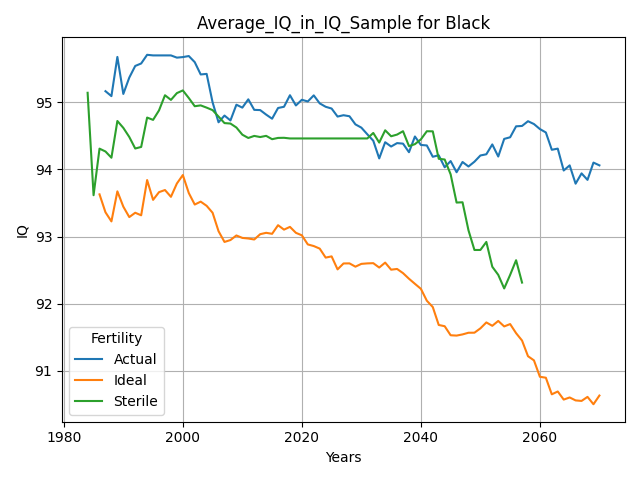 Average_IQ_in_IQ_Sample for Black
IQ
95
94
93
92
91
Fertility
Actual
Ideal
Sterile
1980
2000
2020
2040
2060
Years